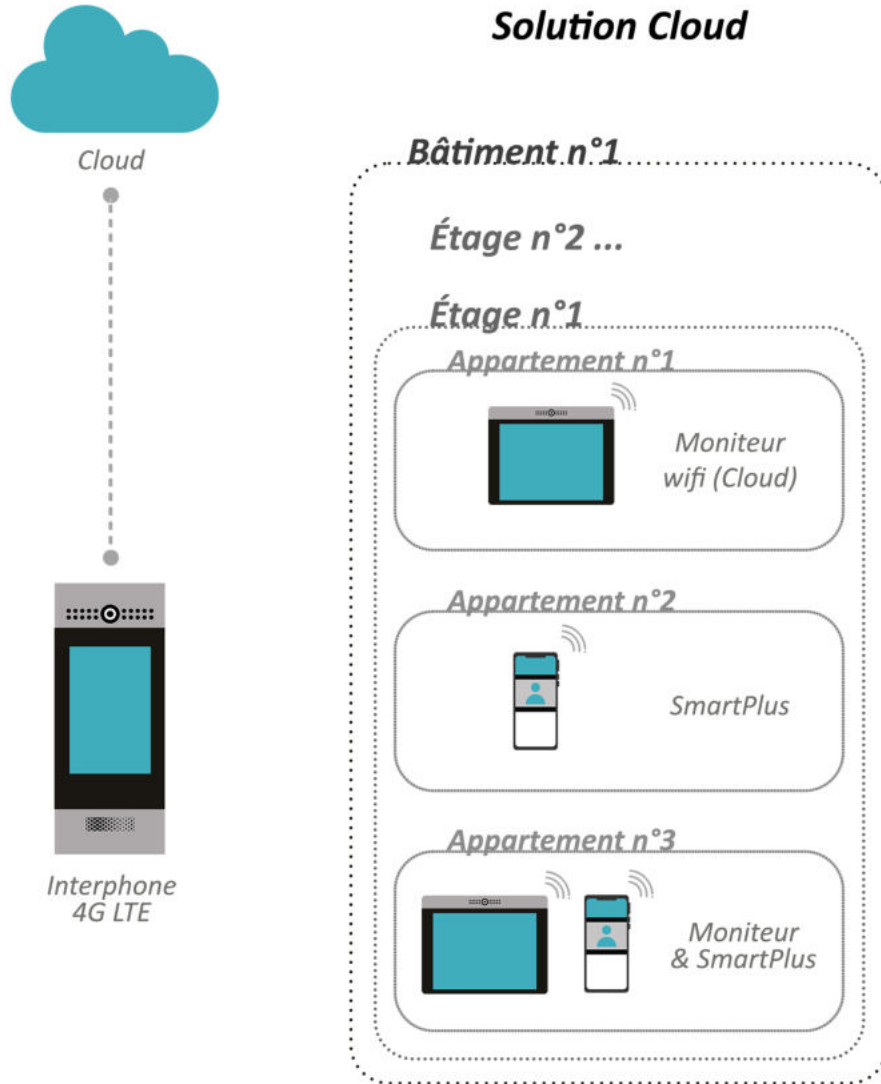 Solution Cloud
Cloud
Bâtiment n°1
Étage n°2 ...
Étage n°1
Appartement n°1
Moniteur
wifi (Cloud)
Appartement n°2
SmartPlus
Appartement n°3
Moniteur
& SmartPlus
Interphone
4G LTE